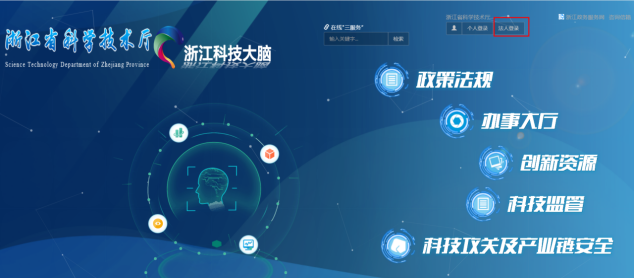 浙江省科学技术厅
Science Technology Department of Zhejiang Province
浙江科技大脑
在线“三服务”
输入关键字...
检索
浙江省科学技术厅
个人登录
法人登录
浙江政务服务网
政策法规
办事大厅
创新资源
科技监管
科技攻关及产业链安全